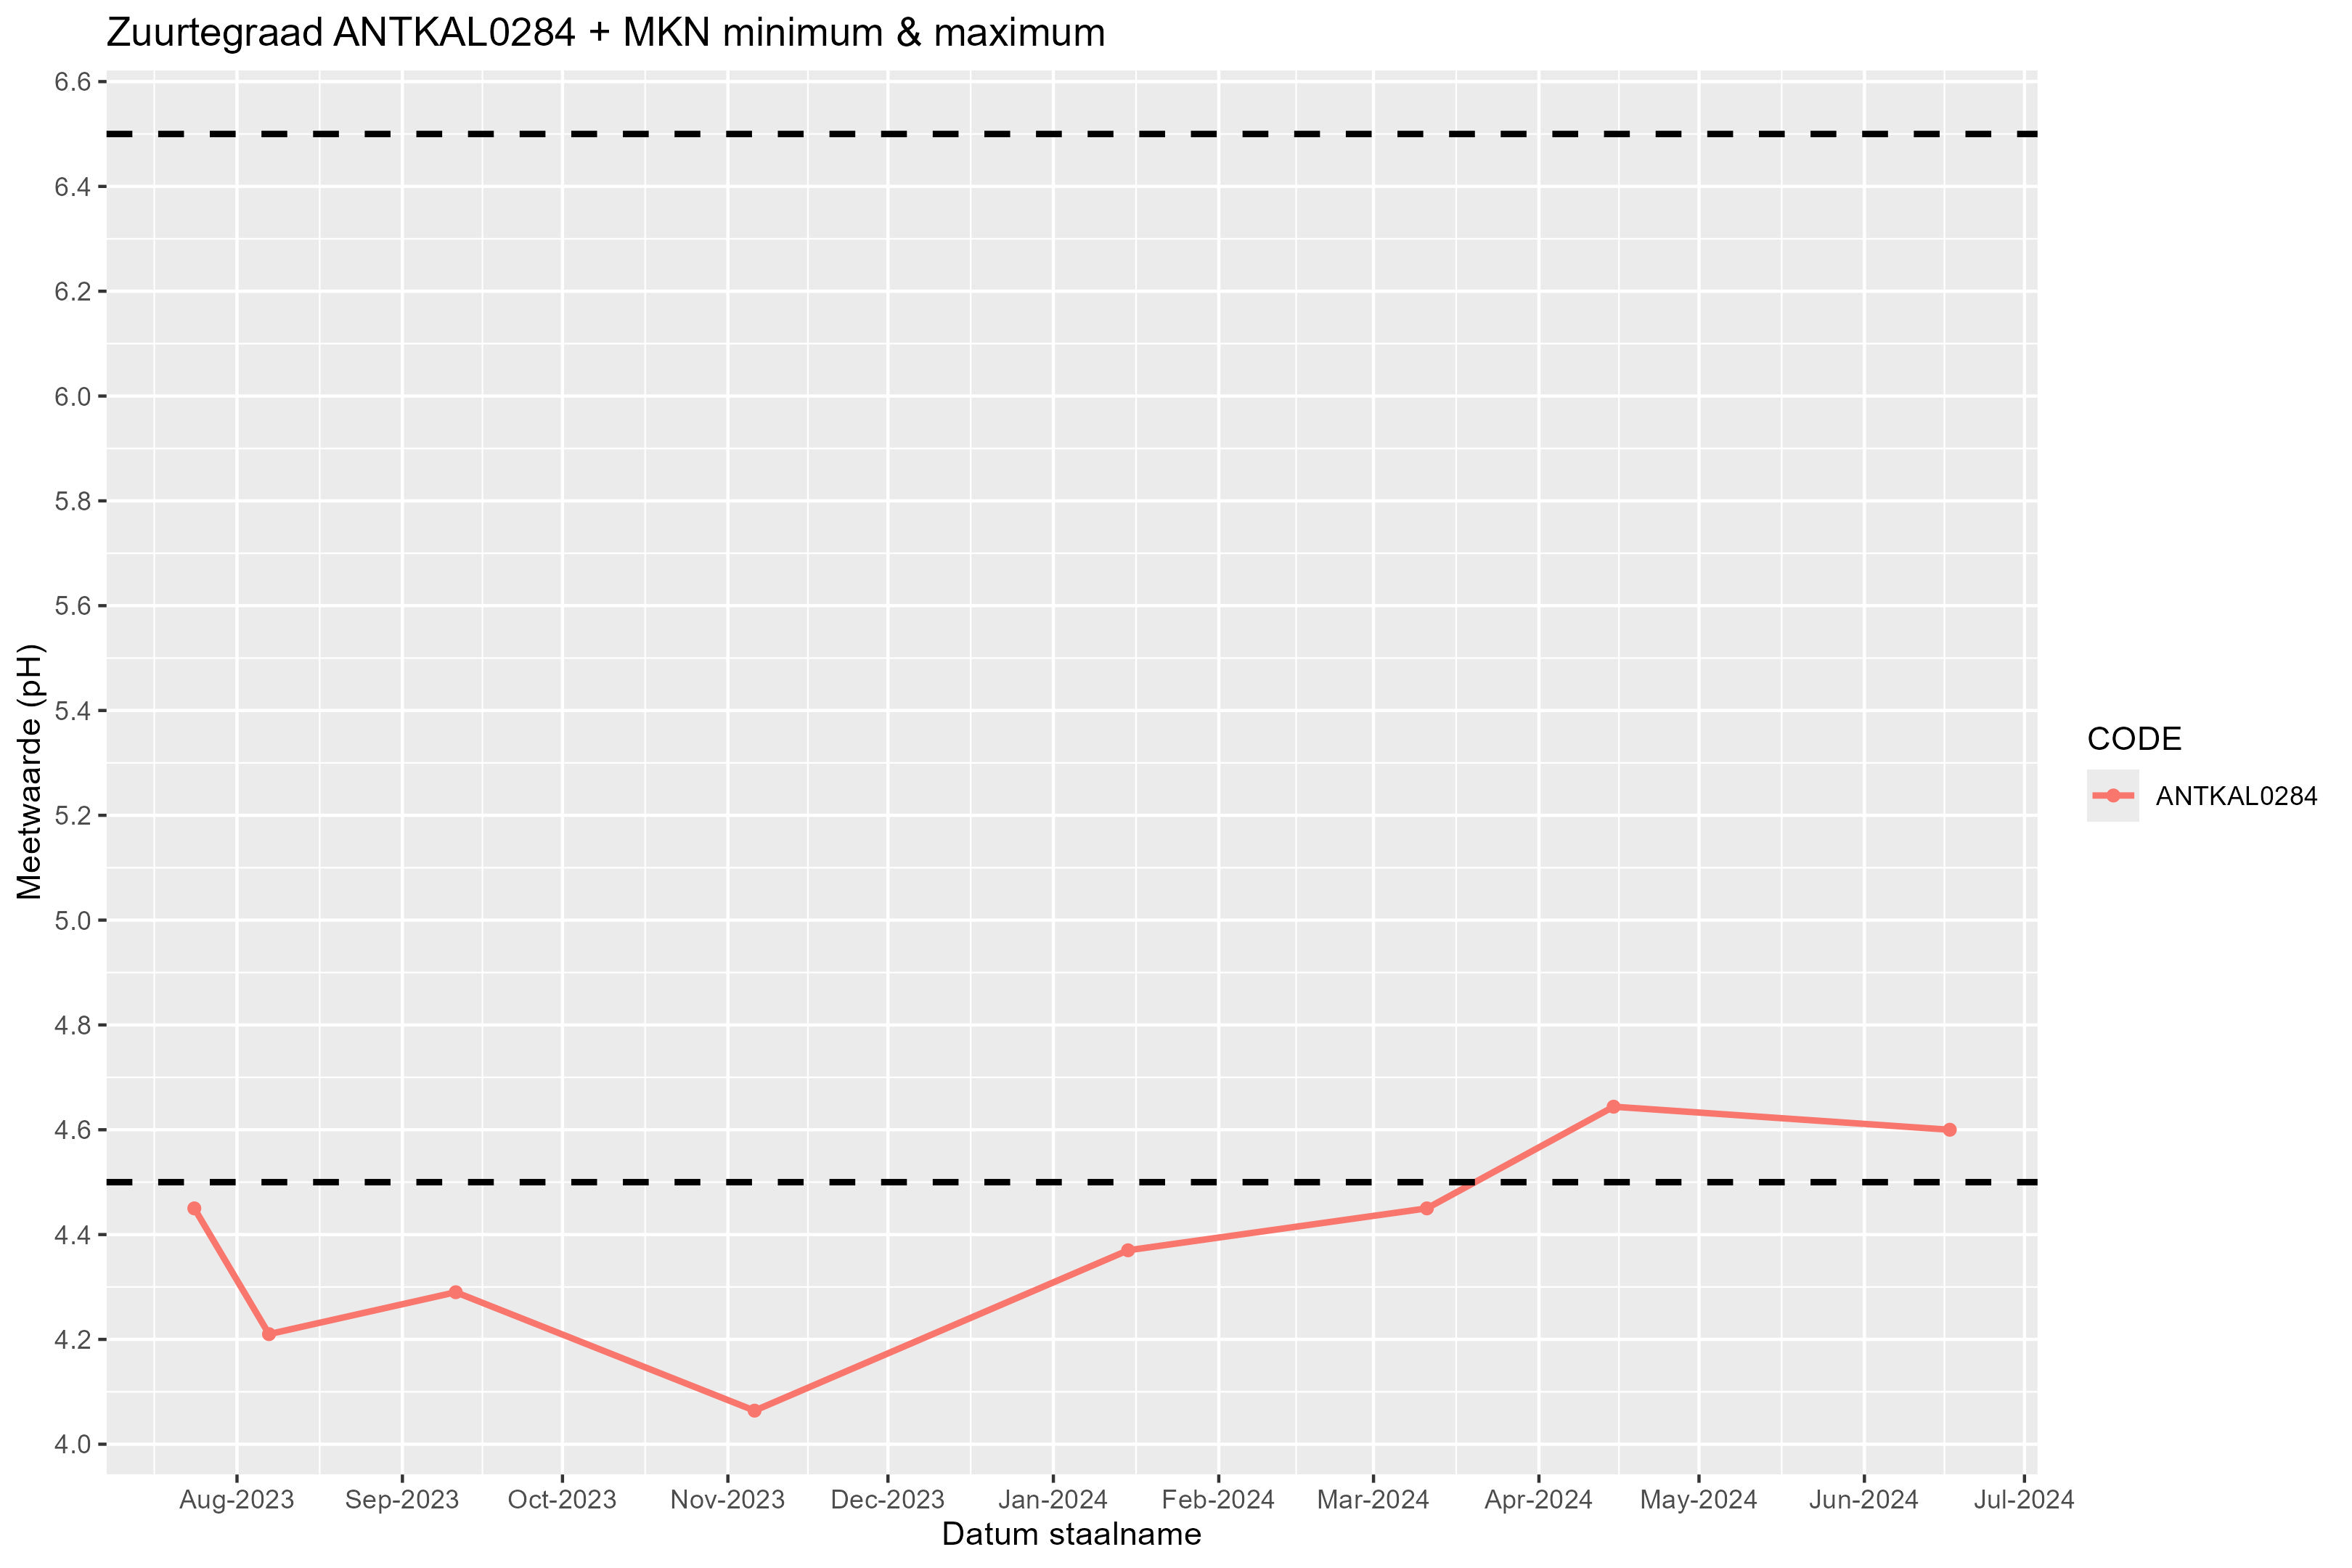 Zuurtegraad ANTKAL0284 + MKN minimum & maximum
Meetwaarde (pH)
6.6
6.4
6.2
6.0
5.8
5.6
5.4
5.2
5.0
4.8
4.6
4.4
4.2
4.0
Aug-2023 Sep-2023 Oct-2023 Nov-2023 Dec-2023 Jan-2024 Feb-2024 Mar-2024 Apr-2024 May-2024 Jun-2024 Jul-2024
Datum staalname
CODE
ANTKAL0284